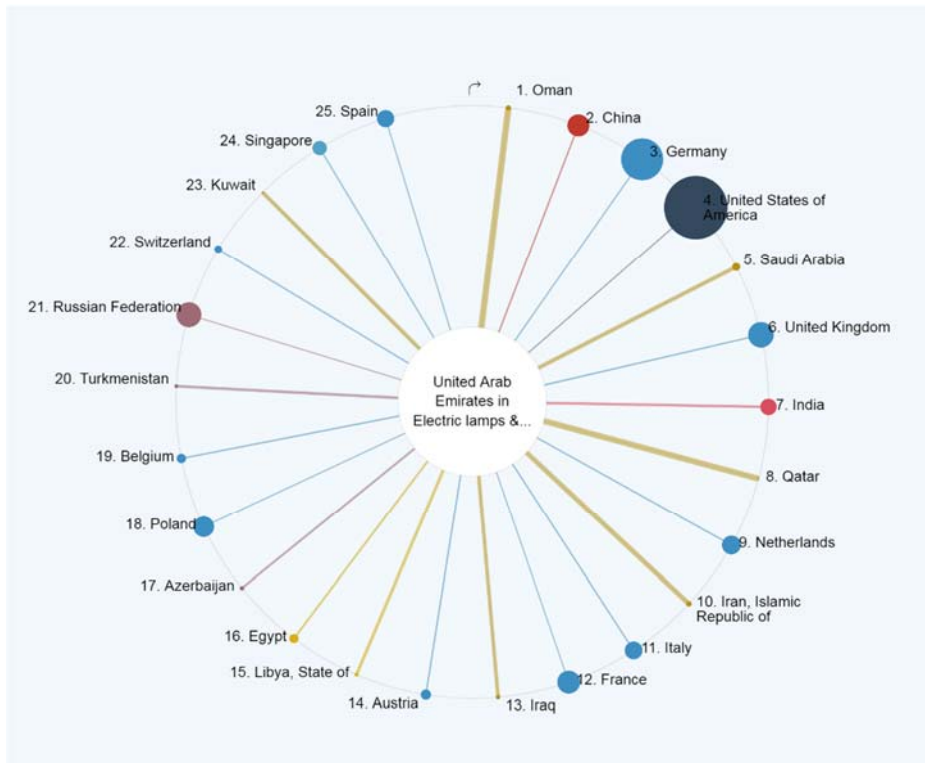 1. Oman
2. China
3. Germany
4. United States of
America
5. Saudi Arabia
6. United Kingdom
7. India
8. Qatar
9. Netherlands
10. Iran, Islamic
Republic of
11. Italy
12. France
13. Iraq
14. Austria
15. Libya, State of
16. Egypt
17. Azerbaijan
18. Poland
19. Belgium
20. Turkmenistan
21. Russian Federation
22. Switzerland
23. Kuwait
24. Singapore
25. Spain
United Arab
Emirates in
Electric lamps &...